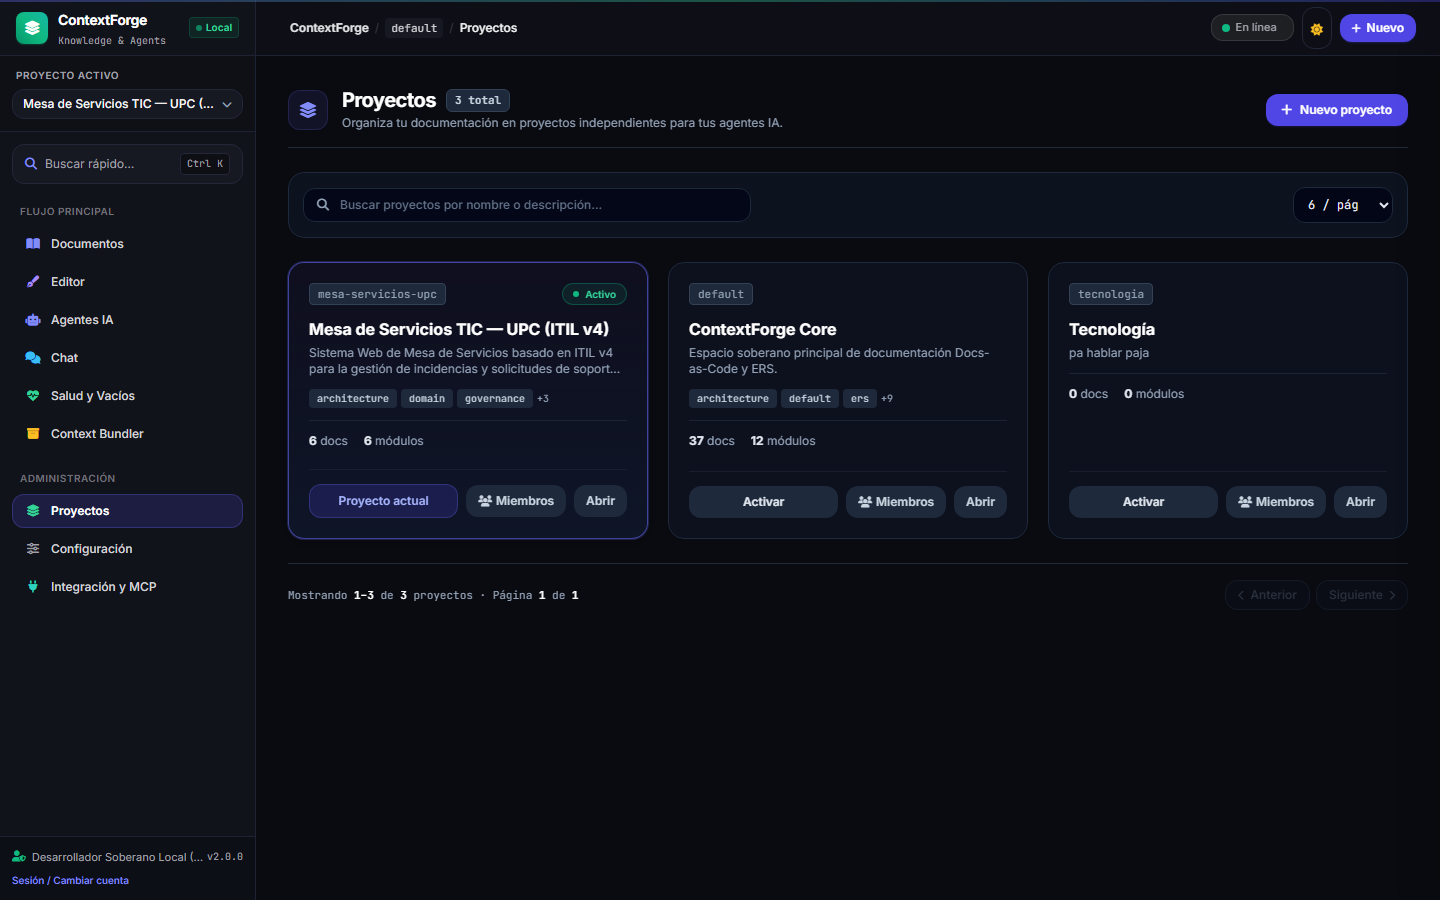 ContextForge
Knowledge & Agents
Local
PROYECTO ACTIVO
Mesa de Servicios TIC — UPC (...
Buscar rápido...
Ctrl K
FLUJO PRINCIPAL
Documentos
Editor
Agentes IA
Chat
Salud y Vacíos
Context Bundler
ADMINISTRACIÓN
Proyectos
Configuración
Integración y MCP
Desarrollador Soberano Local (... v2.0.0
Sesión / Cambiar cuenta
ContextForge / default / Proyectos
En línea
+ Nuevo
Proyectos 3 total
Organiza tu documentación en proyectos independientes para tus agentes IA.
+ Nuevo proyecto
Buscar proyectos por nombre o descripción...
6 / pág
mesa-servicios-upc
Activo
Mesa de Servicios TIC — UPC (ITIL v4)
Sistema Web de Mesa de Servicios basado en ITIL v4
para la gestión de incidencias y solicitudes de soport...
architecture domain governance +3
6 docs 6 módulos
Proyecto actual Miembros Abrir
default
ContextForge Core
Espacio soberano principal de documentación Docs-
as-Code y ERS.
architecture default ers +9
37 docs 12 módulos
Activar Miembros Abrir
tecnologia
Tecnología
pa hablar paja
0 docs 0 módulos
Activar Miembros Abrir
Mostrando 1–3 de 3 proyectos · Página 1 de 1
Anterior
Siguiente